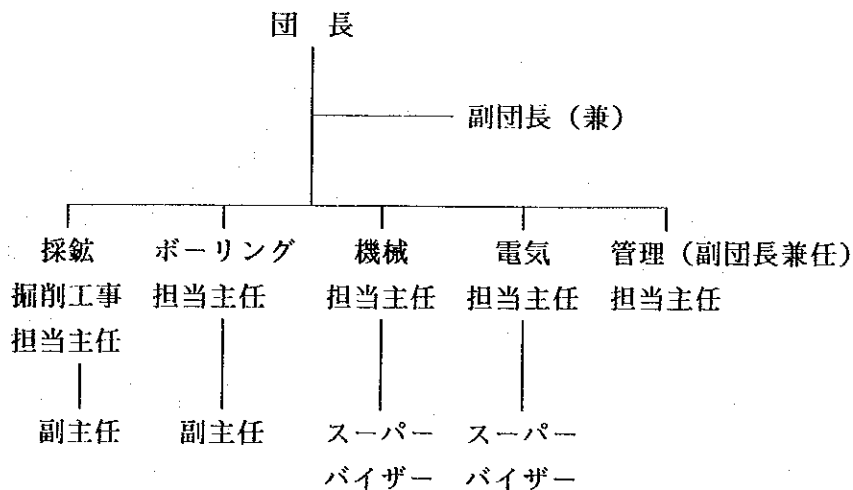 団 長
副団長（兼）
採鉱 ボーリング 機械 電気 管理（副団長兼任）
掘削工事 担当主任 担当主任 担当主任 担当主任
担当主任
副主任 副主任 スーパー スーパー
バイザー バイザー